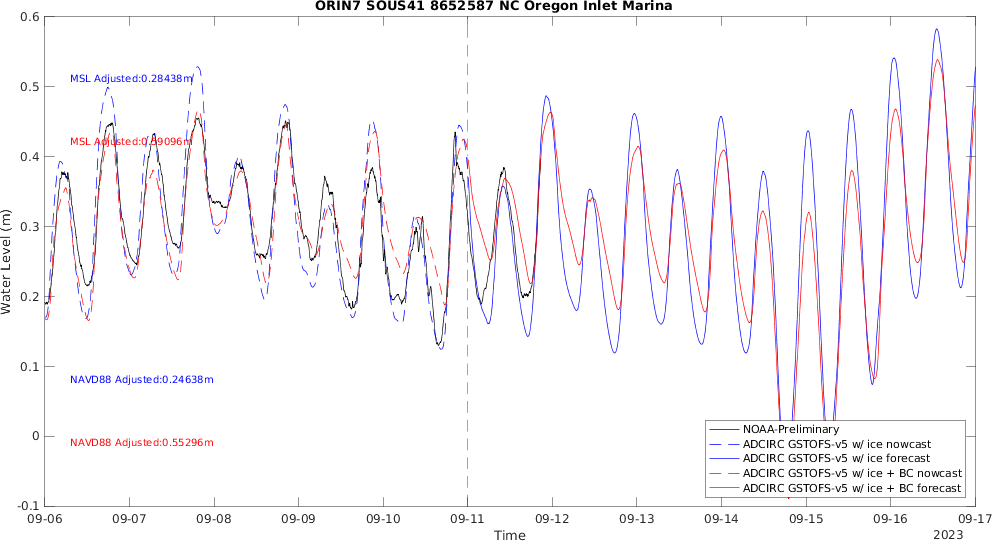 ORIN7 SOUS41 8652587 NC Oregon Inlet Marina
0.6
0.5
0.4
0.3
0.2
0.1
0
-0.1
Water Level (m)
MSL Adjusted:0.28438m
MSL Adjusted:0.59096m
NAVD88 Adjusted:0.24638m
NAVD88 Adjusted:0.55296m
NOAA-Preliminary
ADCIRC GSTOFS-v5 w/ ice nowcast
ADCIRC GSTOFS-v5 w/ ice forecast
ADCIRC GSTOFS-v5 w/ ice + BC nowcast
ADCIRC GSTOFS-v5 w/ ice + BC forecast
09-06 09-07 09-08 09-09 09-10 09-11 09-12 09-13 09-14 09-15 09-16 09-17
Time
2023